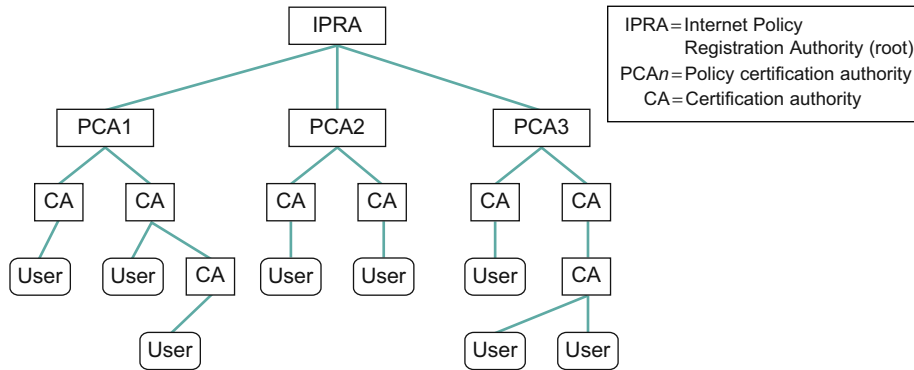 IPRA
IPRA=Internet Policy
Registration Authority (root)
PCAn=Policy certification authority
CA=Certification authority
PCA1
PCA2
PCA3
CA
CA
CA
CA
CA
CA
User
User
CA
User
User
User
CA
User
User
User